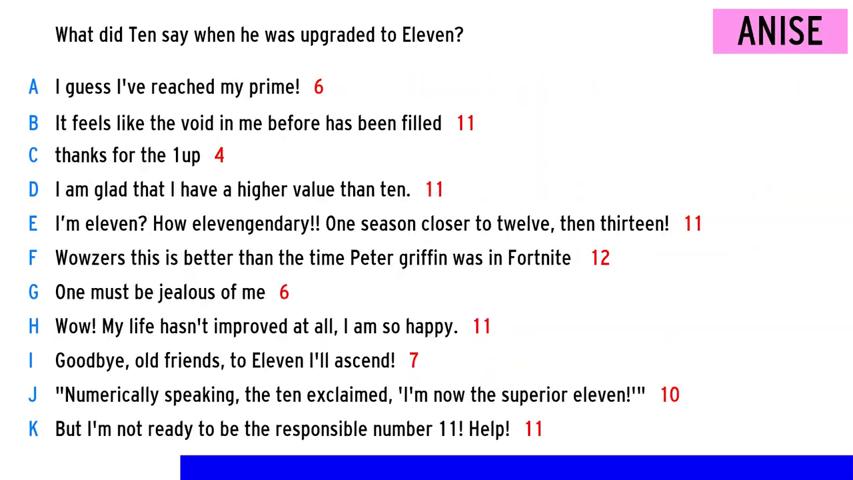 What did Ten say when he was upgraded to Eleven?
ANISE
A I guess I've reached my prime! 6
B It feels like the void in me before has been filled 11
C thanks for the 1up 4
D I am glad that I have a higher value than ten. 11
E I’m eleven? How elevengendary!! One season closer to twelve, then thirteen! 11
F Wowzers this is better than the time Peter griffin was in Fortnite 12
G One must be jealous of me 6
H Wow! My life hasn't improved at all, I am so happy. 11
I Goodbye, old friends, to Eleven I'll ascend! 7
J "Numerically speaking, the ten exclaimed, 'I'm now the superior eleven!'" 10
K But I'm not ready to be the responsible number 11! Help! 11